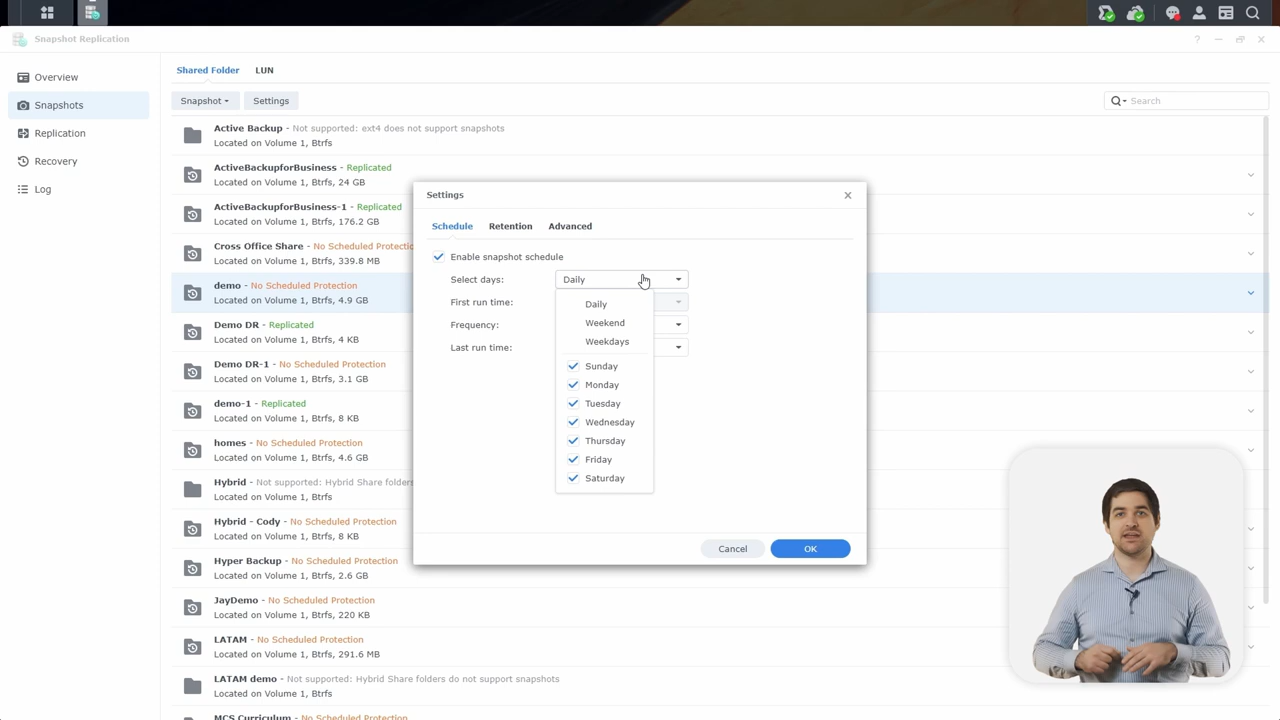 Snapshot Replication
Overview
Snapshots
Replication
Recovery
Log
Shared Folder LUN
Snapshot Settings
Search
Active Backup - Not supported: ext4 does not support snapshots
Located on Volume 1, Btrfs
ActiveBackupforBusiness - Replicated
Located on Volume 1, Btrfs, 24 GB
ActiveBackupforBusiness-1 - Replicated
Located on Volume 1, Btrfs, 176.2 GB
Cross Office Share - No Scheduled Protectio
Located on Volume 1, Btrfs, 339.8 MB
demo - No Scheduled Protection
Located on Volume 1, Btrfs, 4.9 GB
Demo DR - Replicated
Located on Volume 1, Btrfs, 4 KB
Demo DR-1 - No Scheduled Protection
Located on Volume 1, Btrfs, 3.1 GB
demo-1 - Replicated
Located on Volume 1, Btrfs, 8 KB
homes - No Scheduled Protection
Located on Volume 1, Btrfs, 4.6 GB
Hybrid - Not supported: Hybrid Share folders
Located on Volume 1, Btrfs
Hybrid - Cody - No Scheduled Protection
Located on Volume 1, Btrfs, 8 KB
Hyper Backup - No Scheduled Protection
Located on Volume 1, Btrfs, 2.6 GB
JayDemo - No Scheduled Protection
Located on Volume 1, Btrfs, 220 KB
LATAM - No Scheduled Protection
Located on Volume 1, Btrfs, 291.6 MB
LATAM demo - Not supported: Hybrid Share folders do not support snapshots
Located on Volume 1, Btrfs
MCS Curriculum - No Scheduled Protection
Settings
Schedule Retention Advanced
Enable snapshot schedule
Select days: Daily
First run time:
Frequency:
Last run time:
Daily
Weekend
Weekdays
Sunday
Monday
Tuesday
Wednesday
Thursday
Friday
Saturday
Cancel OK